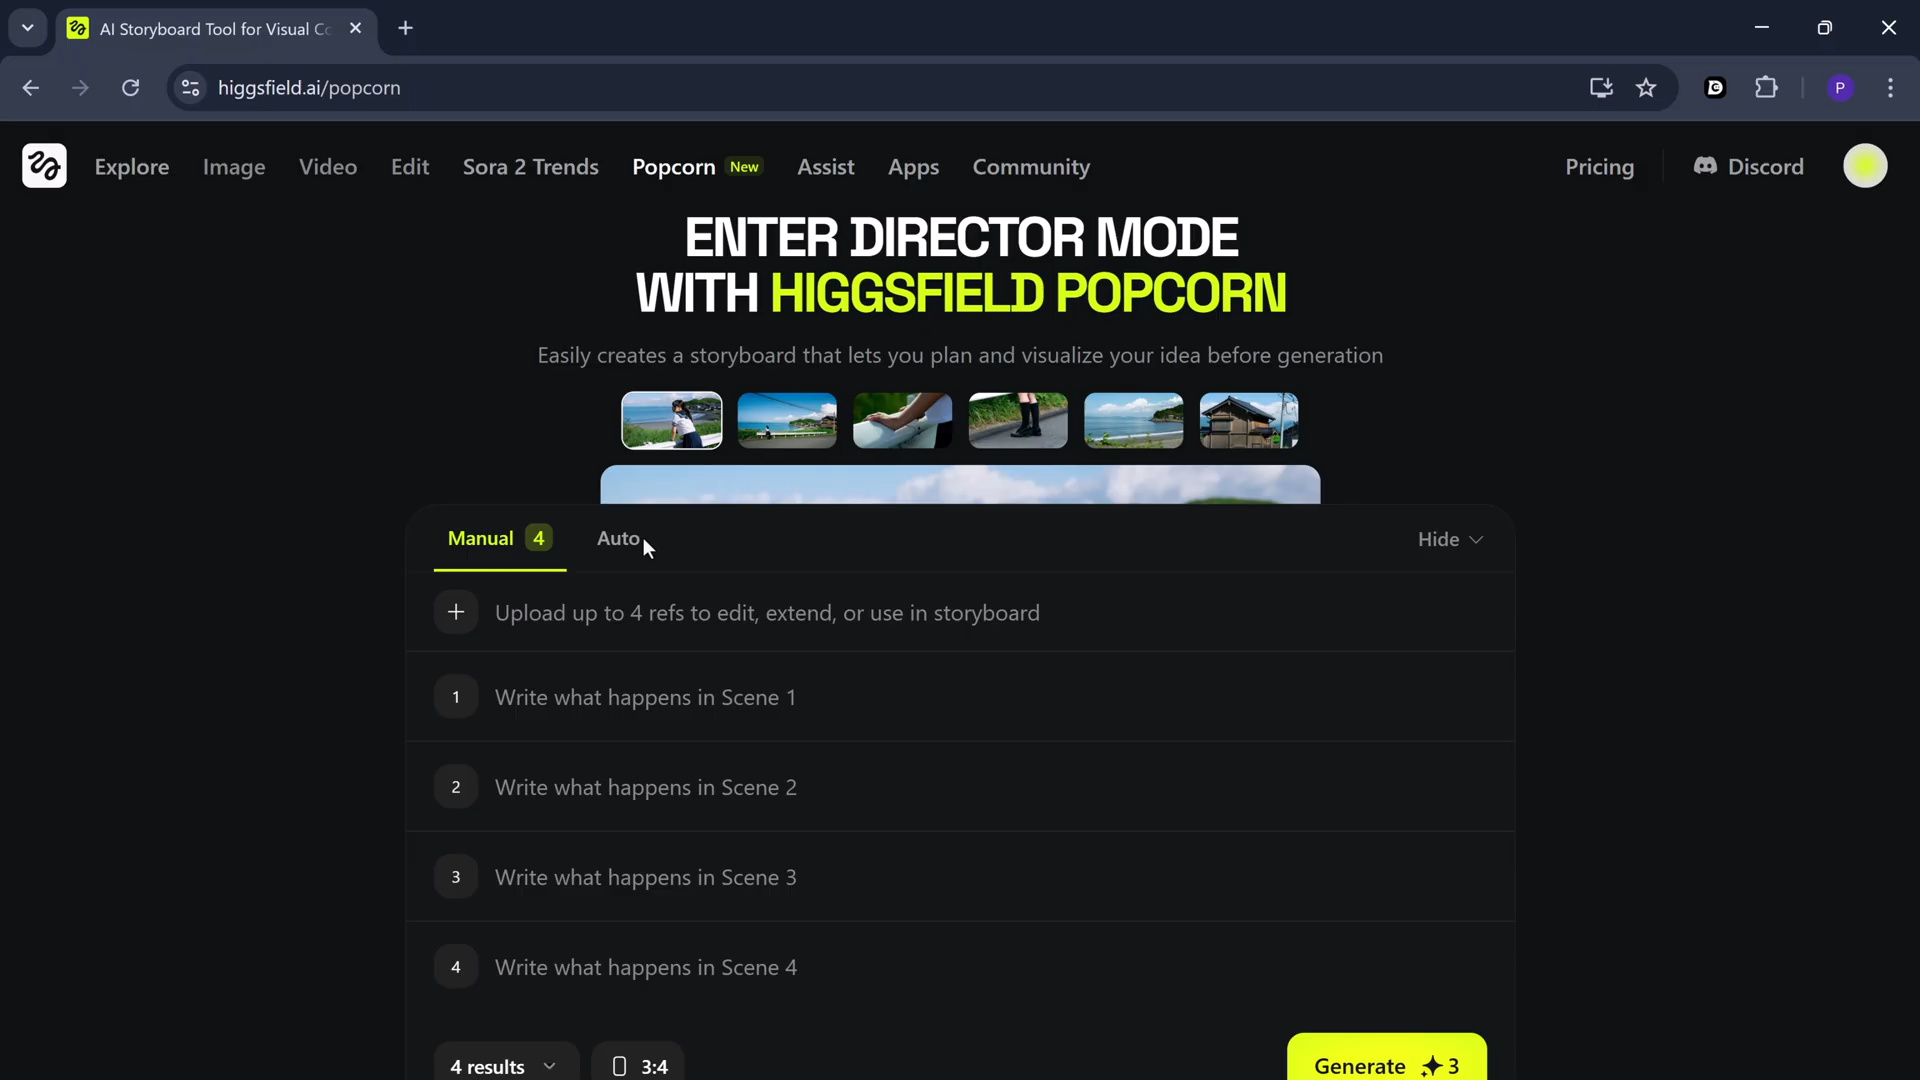 AI Storyboard Tool for Visual Co
higgsfield.ai/popcorn
P
Explore
Image
Video
Edit
Sora 2 Trends
Popcorn New
Assist
Apps
Community
Pricing
Discord
ENTER DIRECTOR MODE
WITH HIGGSFIELD POPCORN
Easily creates a storyboard that lets you plan and visualize your idea before generation
Manual 4
Auto
Hide
Upload up to 4 refs to edit, extend, or use in storyboard
1 Write what happens in Scene 1
2 Write what happens in Scene 2
3 Write what happens in Scene 3
4 Write what happens in Scene 4
4 results
3:4
Generate 3